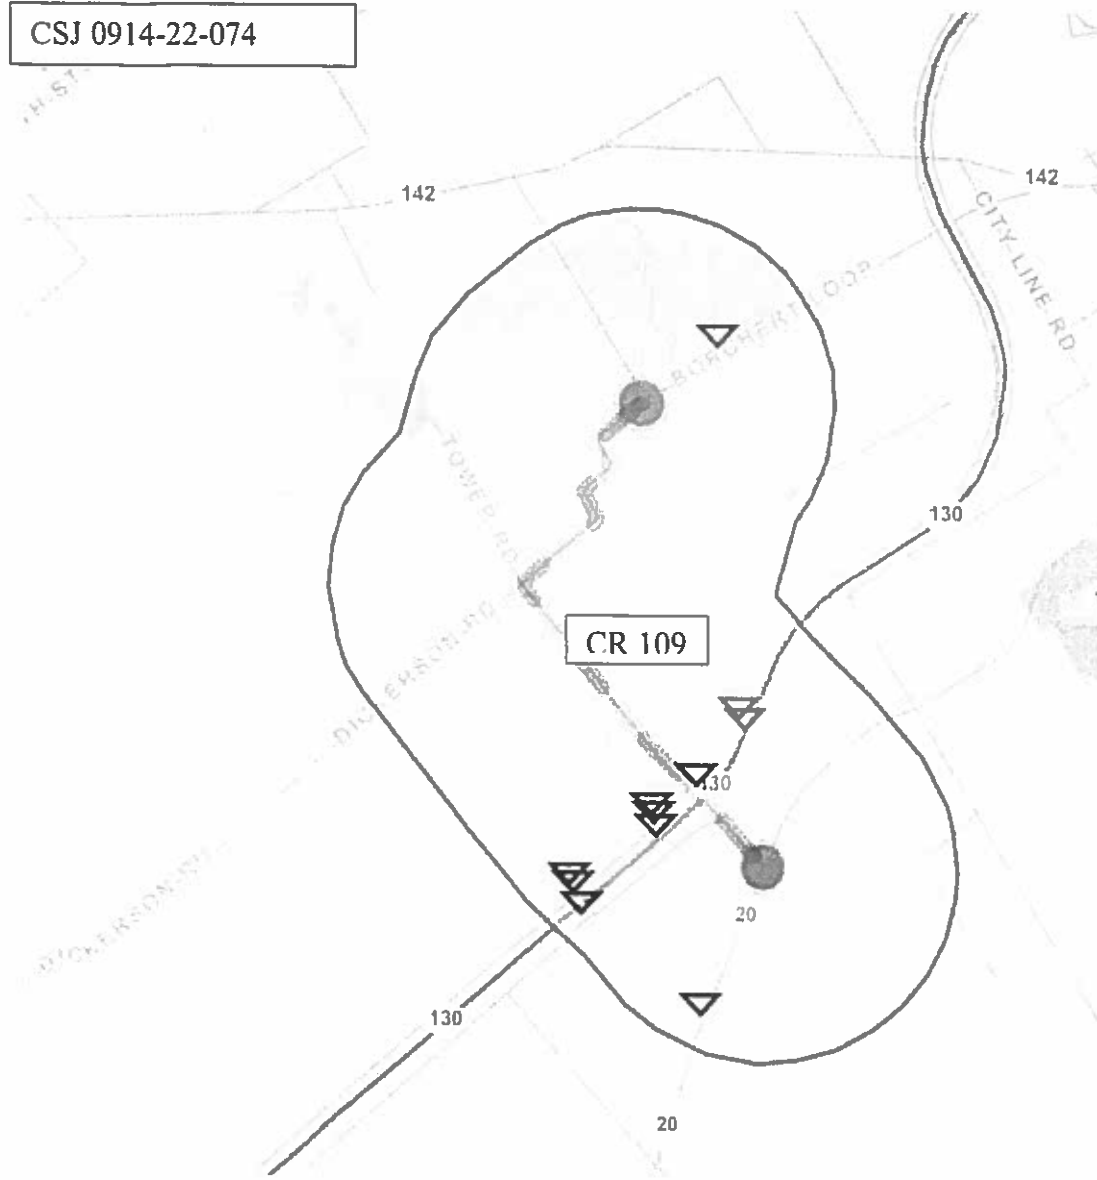 CSJ 0914-22-074
142
142
CITY LINE RD
BORCHERT LOOP
TOWER RD
130
CR 109
DICKERSON RD
130
20
130
20